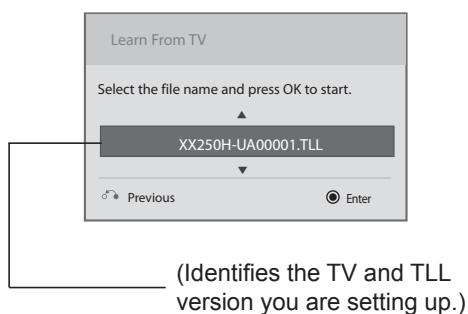 Learn From TV
Select the file name and press OK to start.
▲
XX250H-UA00001.TLL
▼
Previous
Enter
(Identifies the TV and TLL
version you are setting up.)